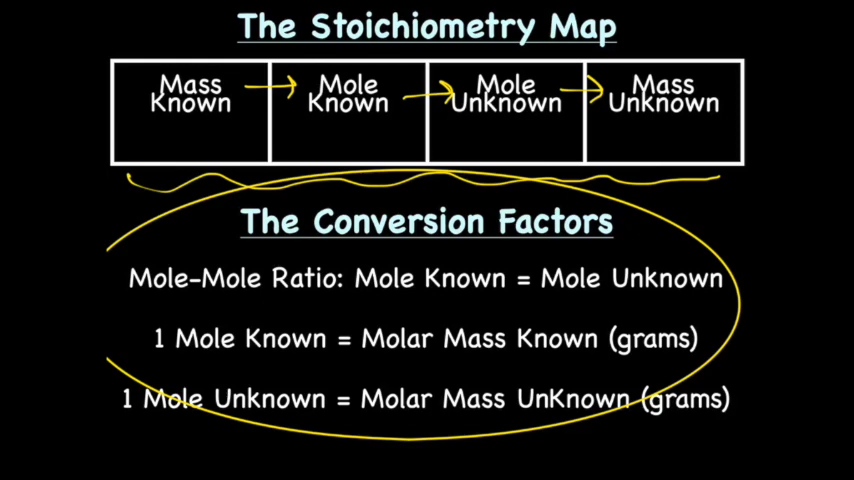 The Stoichiometry Map
Mass Known
Mole Known
Mole Unknown
Mass Unknown
The Conversion Factors
Mole-Mole Ratio: Mole Known = Mole Unknown
1 Mole Known = Molar Mass Known (grams)
1 Mole Unknown = Molar Mass UnKnown (grams)